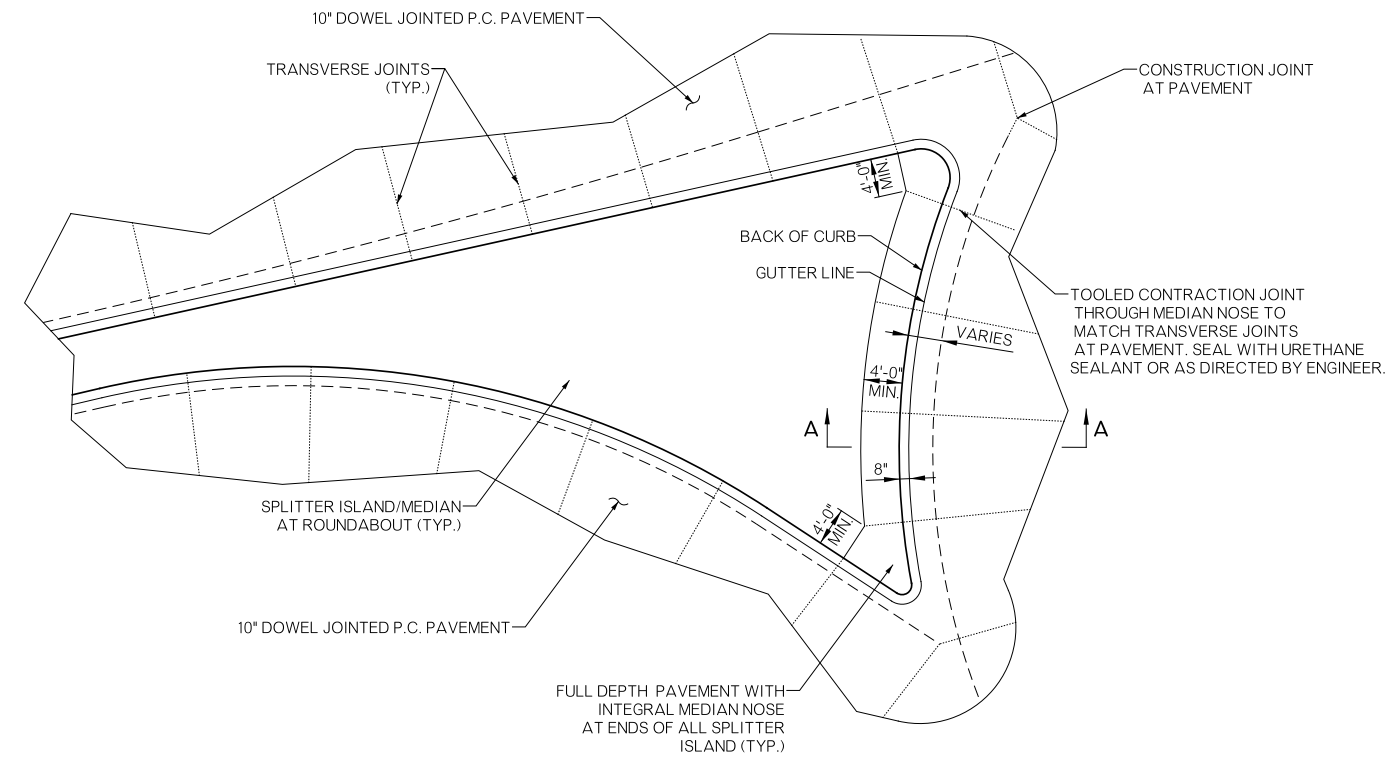 10" DOWEL JOINTED P.C. PAVEMENT
TRANSVERSE JOINTS
(TYP.)
CONSTRUCTION JOINT
AT PAVEMENT
4'-0"
MIN.
BACK OF CURB
GUTTER LINE
TOOLED CONTRACTION JOINT
THROUGH MEDIAN NOSE TO
MATCH TRANSVERSE JOINTS
AT PAVEMENT. SEAL WITH URETHANE
SEALANT OR AS DIRECTED BY ENGINEER.
VARIES
4'-0"
MIN.
A
A
8"
SPLITTER ISLAND/MEDIAN
AT ROUNDABOUT (TYP.)
4'-0"
MIN.
10" DOWEL JOINTED P.C. PAVEMENT
FULL DEPTH PAVEMENT WITH
INTEGRAL MEDIAN NOSE
AT ENDS OF ALL SPLITTER
ISLAND (TYP.)